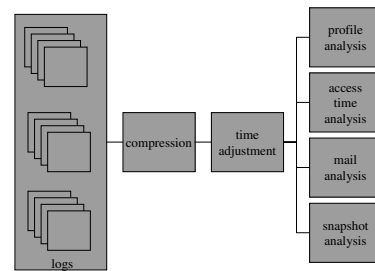 profile
analysis
access
time
analysis
compression
time
adjustment
mail
analysis
snapshot
analysis
logs